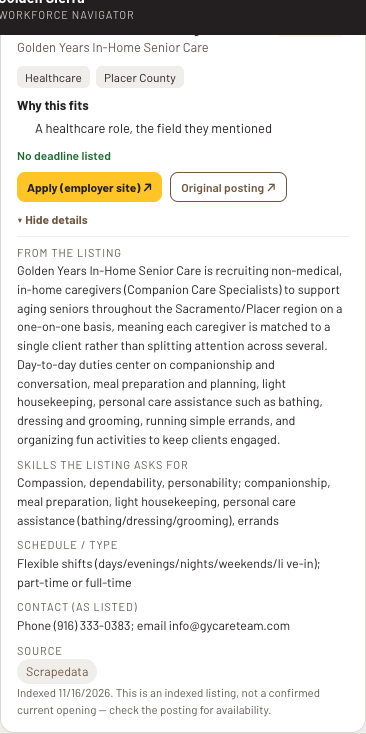 WORKFORCE NAVIGATOR
Golden Years In-Home Senior Care
Healthcare
Placer County
Why this fits
A healthcare role, the field they mentioned
No deadline listed
Apply (employer site) ↗
Original posting ↗
▾ Hide details
FROM THE LISTING
Golden Years In-Home Senior Care is recruiting non-medical,
in-home caregivers (Companion Care Specialists) to support
aging seniors throughout the Sacramento/Placer region on a
one-on-one basis, meaning each caregiver is matched to a
single client rather than splitting attention across several.
Day-to-day duties center on companionship and
conversation, meal preparation and planning, light
housekeeping, personal care assistance such as bathing,
dressing and grooming, running simple errands, and
organizing fun activities to keep clients engaged.
SKILLS THE LISTING ASKS FOR
Compassion, dependability, personability; companionship,
meal preparation, light housekeeping, personal care
assistance (bathing/dressing/grooming), errands
SCHEDULE / TYPE
Flexible shifts (days/evenings/nights/weekends/li ve-in);
part-time or full-time
CONTACT (AS LISTED)
Phone (916) 333-0383; email info@gycareteam.com
SOURCE
Scrapedata
Indexed 11/16/2026. This is an indexed listing, not a confirmed
current opening — check the posting for availability.